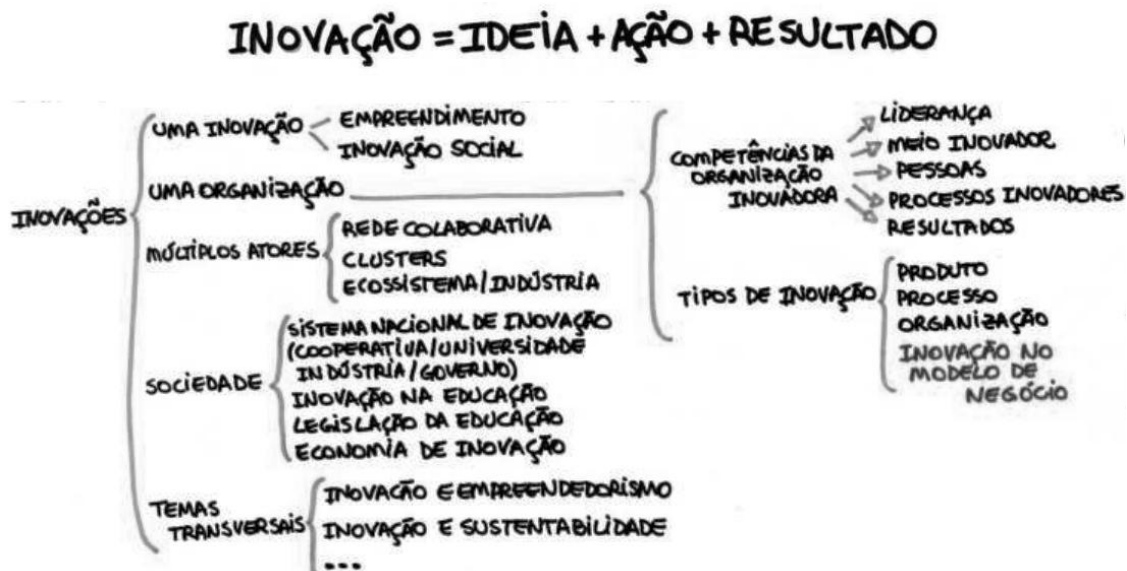 INOVAÇÃO = IDEIA + AÇÃO + RESULTADO
INOVAÇÕES
UMA INOVAÇÃO
EMPREENDIMENTO
INOVAÇÃO SOCIAL
UMA ORGANIZAÇÃO
COMPETÊNCIAS DA
ORGANIZAÇÃO
INOVADORA
LIDERANÇA
MEIO INOVADOR
PESSOAS
PROCESSOS INOVADORES
RESULTADOS
TIPOS DE INOVAÇÃO
PRODUTO
PROCESSO
ORGANIZAÇÃO
INOVAÇÃO NO
MODELO DE
NEGÓCIO
MÚLTIPLOS ATORES
REDE COLABORATIVA
CLUSTERS
ECOSSISTEMA/INDÚSTRIA
SOCIEDADE
SISTEMA NACIONAL DE INOVAÇÃO
(COOPERATIVA/UNIVERSIDADE
INDÚSTRIA/GOVERNO)
INOVAÇÃO NA EDUCAÇÃO
LEGISLAÇÃO DA EDUCAÇÃO
ECONOMIA DE INOVAÇÃO
TEMAS
TRANSVERSAIS
INOVAÇÃO E EMPREENDEDORISMO
INOVAÇÃO E SUSTENTABILIDADE
...